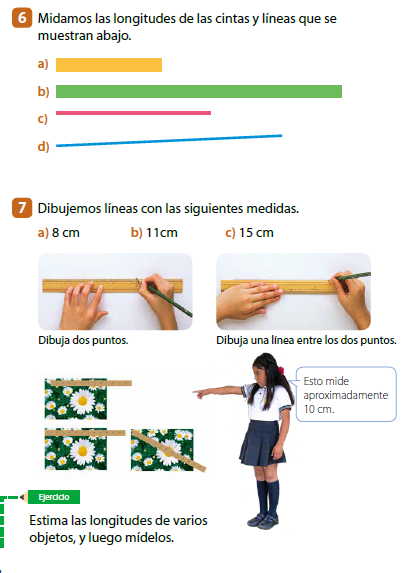 6 Midamos las longitudes de las cintas y líneas que se
muestran abajo.
a)
b)
c)
d)
7 Dibujemos líneas con las siguientes medidas.
a) 8 cm b) 11cm c) 15 cm
Dibuja dos puntos. Dibuja una línea entre los dos puntos.
Esto mide
aproximadamente
10 cm.
Ejercicio
Estima las longitudes de varios
objetos, y luego mídelos.